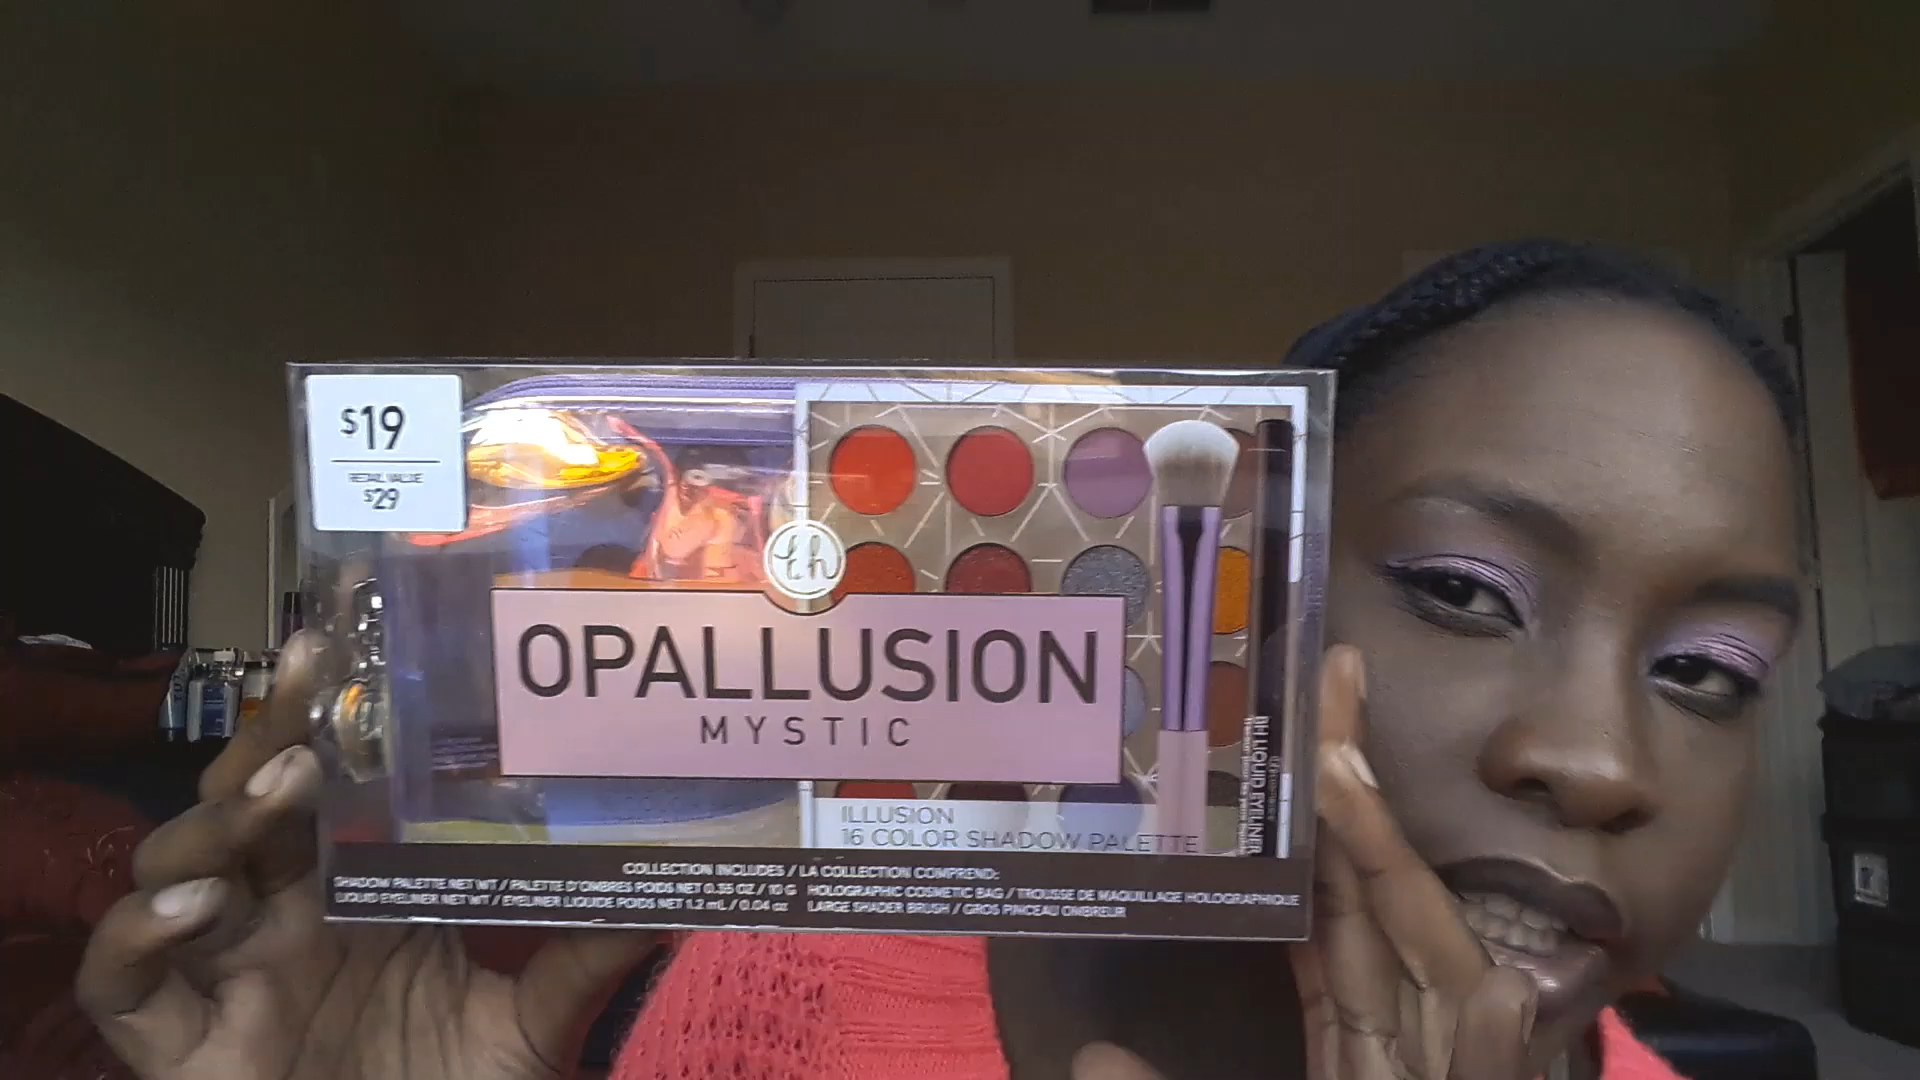 $19
RETAIL VALUE
$29
th
OPALLUSION
MYSTIC
ILLUSION
16 COLOR SHADOW PALETTE
BH LIQUID EYELINER
COLLECTION INCLUDES / LA COLLECTION COMPREND:
SHADOW PALETTE NET WT / PALETTE D'OMBRES POIDS NET 0.35 OZ / 10 G
LIQUID EYELINER NET WT / EYELINER LIQUIDE POIDS NET 1.2 mL / 0.04 oz
HOLOGRAPHIC COSMETIC BAG / TROUSSE DE MAQUILLAGE HOLOGRAPHIQUE
LARGE SHADER BRUSH / GROS PINCEAU OMBREUR